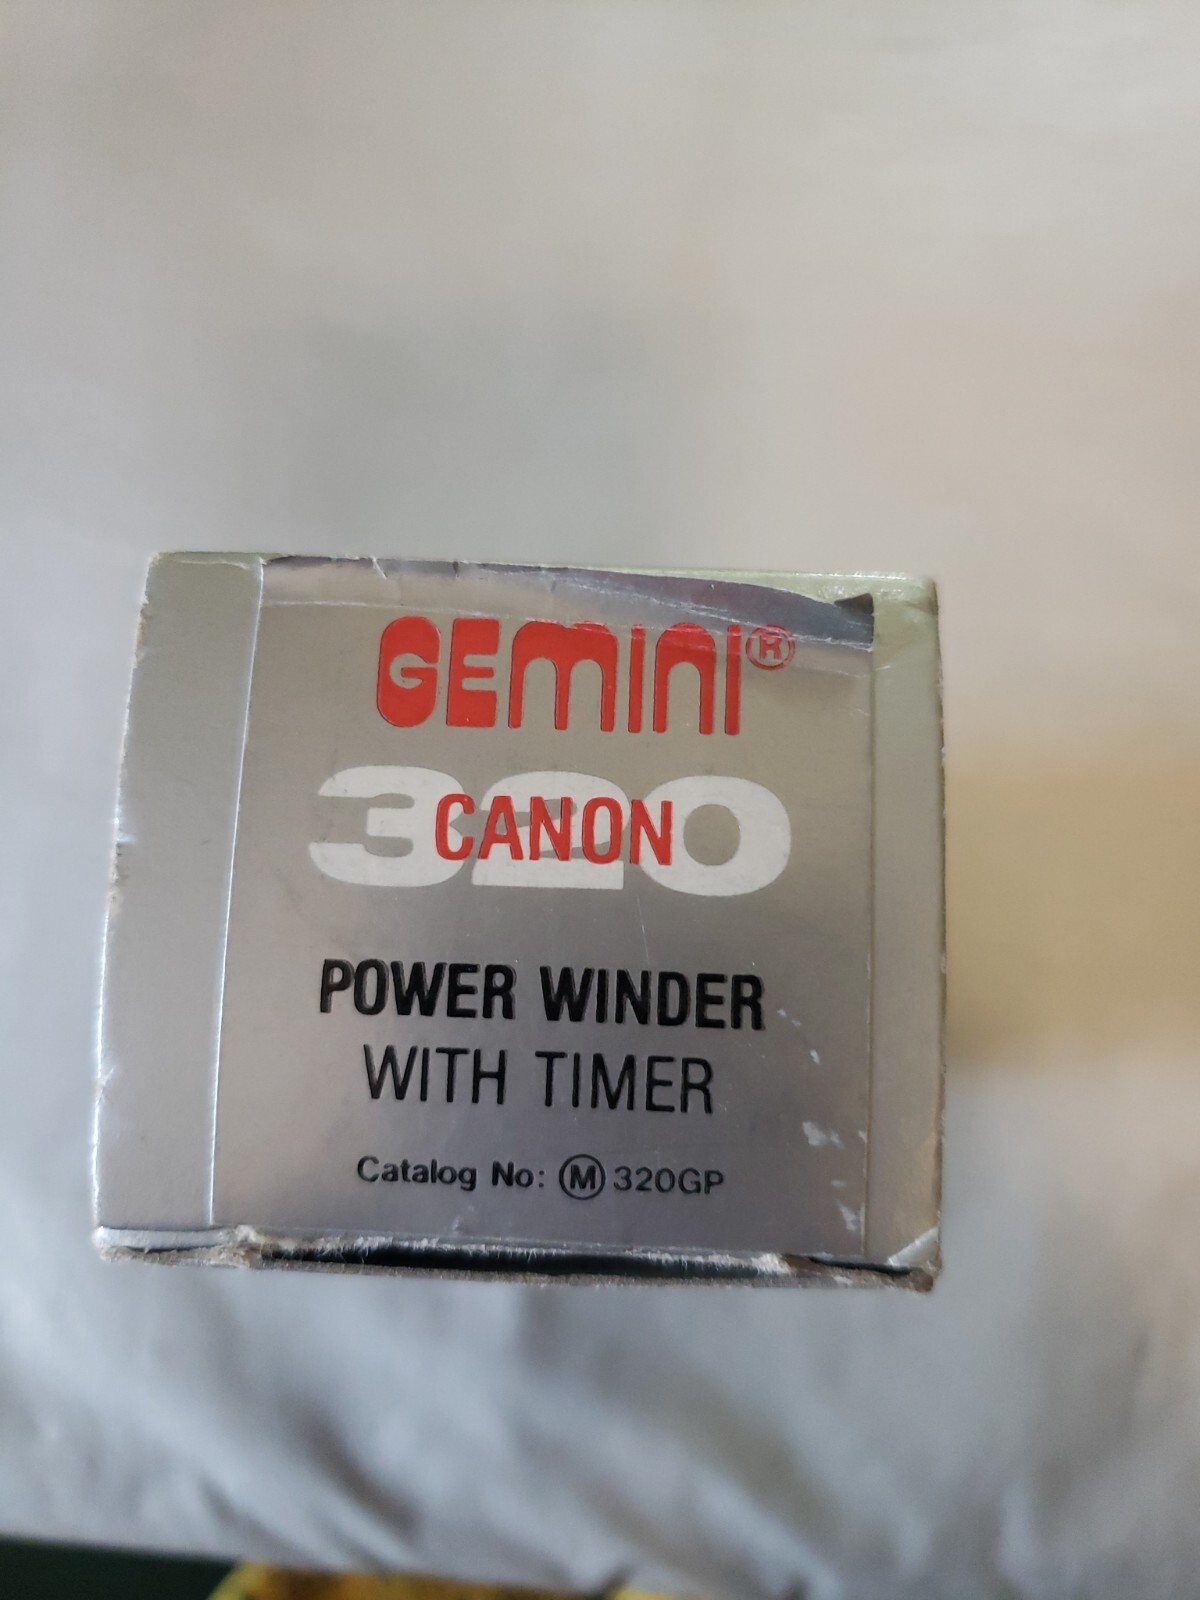 GEMINI®
320
CANON
POWER WINDER
WITH TIMER
Catalog No: Ⓜ 320GP